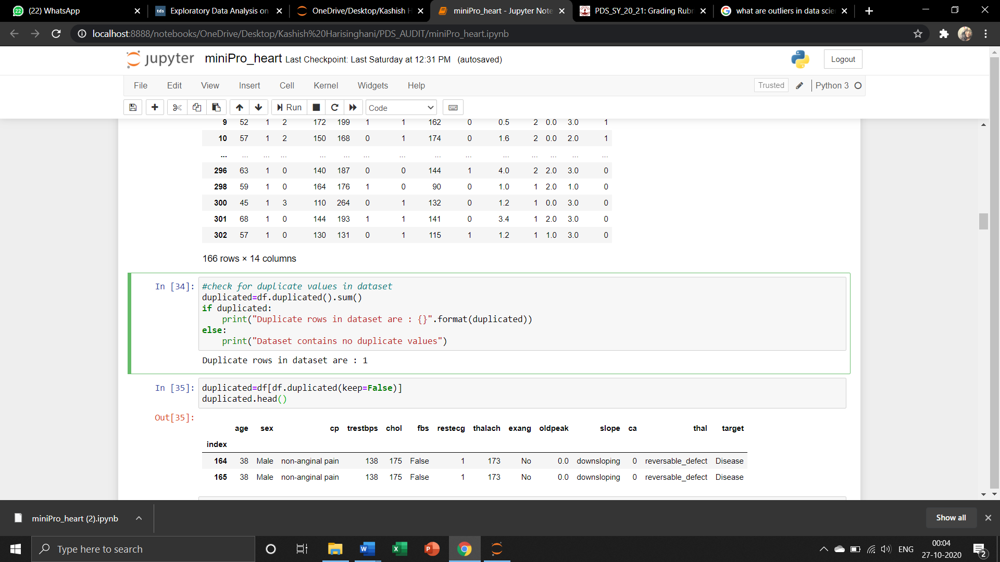 (22) WhatsApp
Exploratory Data Analysis on
OneDrive/Desktop/Kashish H
miniPro_heart - Jupyter Note
PDS_SY_20_21: Grading Rubr
what are outliers in data scie
localhost:8888/notebooks/OneDrive/Desktop/Kashish%20Harisinghani/PDS_AUDIT/miniPro_heart.ipynb
jupyter miniPro_heart Last Checkpoint: Last Saturday at 12:31 PM (autosaved) Logout
File Edit View Insert Cell Kernel Widgets Help Trusted Python 3 O
Run Code
9 52 1 2 172 199 1 1 162 0 0.5 2 0.0 3.0 1
10 57 1 2 150 168 0 1 174 0 1.6 2 0.0 2.0 1
... ... ... ... ... ... ... ... ... ... ... ... ... ... ...
296 63 1 0 140 187 0 0 144 1 4.0 2 2.0 3.0 0
298 59 1 0 164 176 1 0 90 0 1.0 1 2.0 1.0 0
300 45 1 3 110 264 0 1 132 0 1.2 1 0.0 3.0 0
301 68 1 0 144 193 1 1 141 0 3.4 1 2.0 3.0 0
302 57 1 0 130 131 0 1 115 1 1.2 1 1.0 3.0 0
166 rows × 14 columns
In [34]: #check for duplicate values in dataset
duplicated=df.duplicated().sum()
if duplicated:
    print("Duplicate rows in dataset are : {}".format(duplicated))
else:
    print("Dataset contains no duplicate values")
Duplicate rows in dataset are : 1
In [35]: duplicated=df[df.duplicated(keep=False)]
duplicated.head()
Out[35]:
age sex cp trestbps chol fbs restecg thalach exang oldpeak slope ca thal target
index
164 38 Male non-anginal pain 138 175 False 1 173 No 0.0 downsloping 0 reversable_defect Disease
165 38 Male non-anginal pain 138 175 False 1 173 No 0.0 downsloping 0 reversable_defect Disease
miniPro_heart (2).ipynb Show all
Type here to search
ENG
00:04
27-10-2020
2